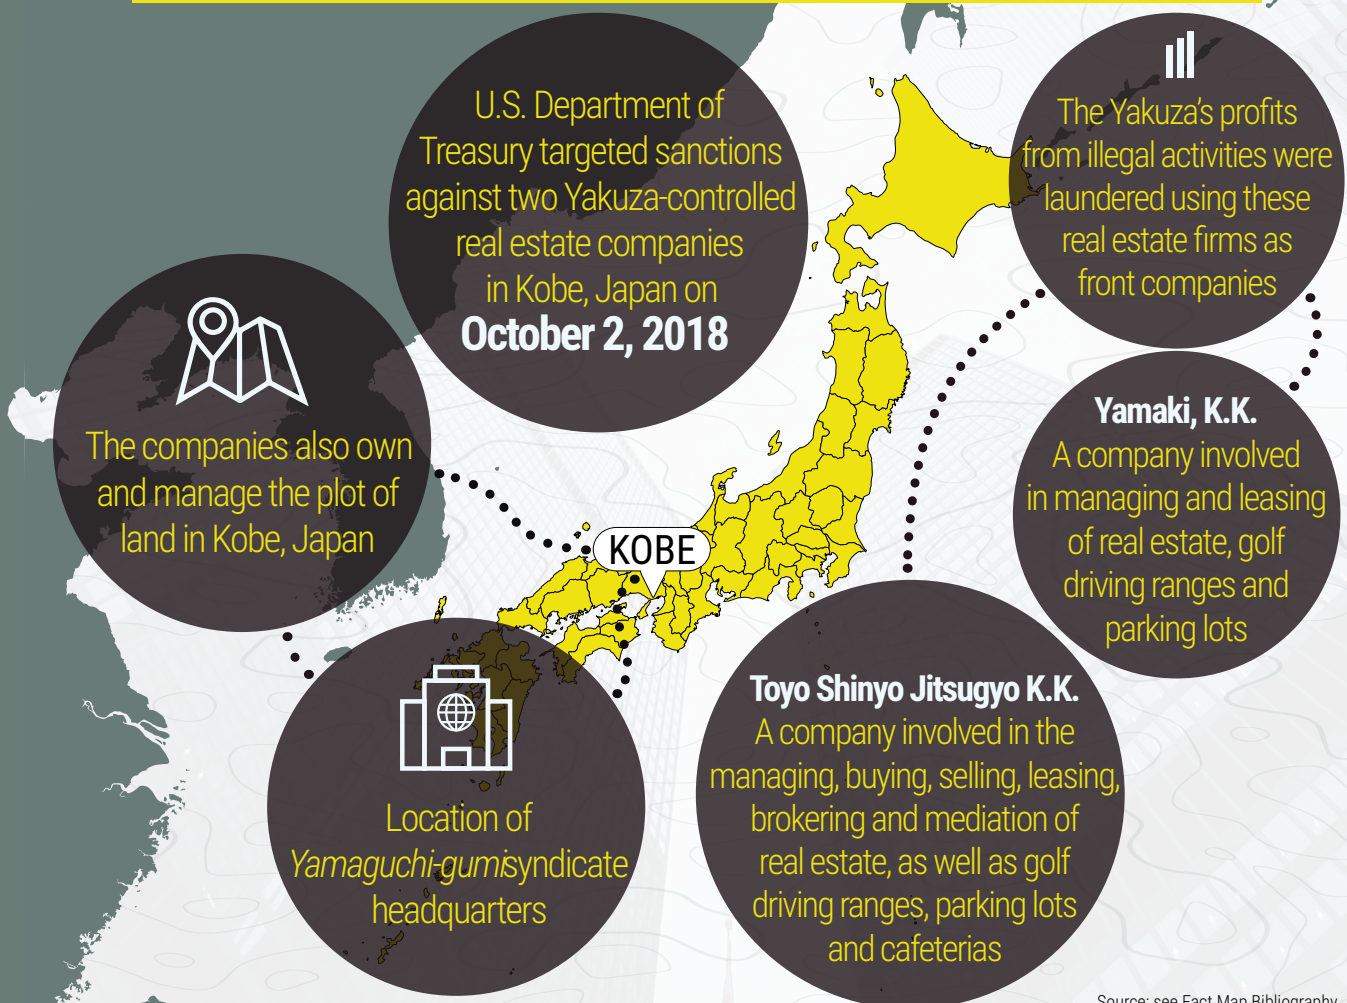 U.S. Department of
Treasury targeted sanctions
against two Yakuza-controlled
real estate companies
in Kobe, Japan on
October 2, 2018
The Yakuza's profits
from illegal activities were
laundered using these
real estate firms as
front companies
The companies also own
and manage the plot of
land in Kobe, Japan
Yamaki, K.K.
A company involved
in managing and leasing
of real estate, golf
driving ranges and
parking lots
KOBE
Location of
Yamaguchi-gumisyndicate
headquarters
Toyo Shinyo Jitsugyo K.K.
A company involved in the
managing, buying, selling, leasing,
brokering and mediation of
real estate, as well as golf
driving ranges, parking lots
and cafeterias
Source: see Fact Map Bibliography